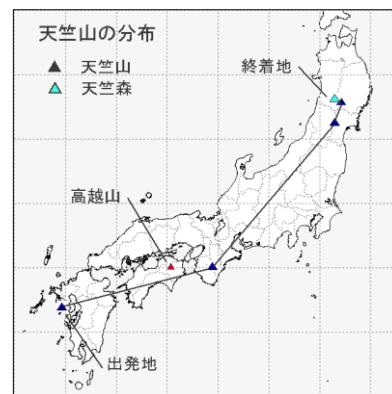 天竺山の分布
▲ 天竺山
▲ 天竺森
終着地
高越山
出発地